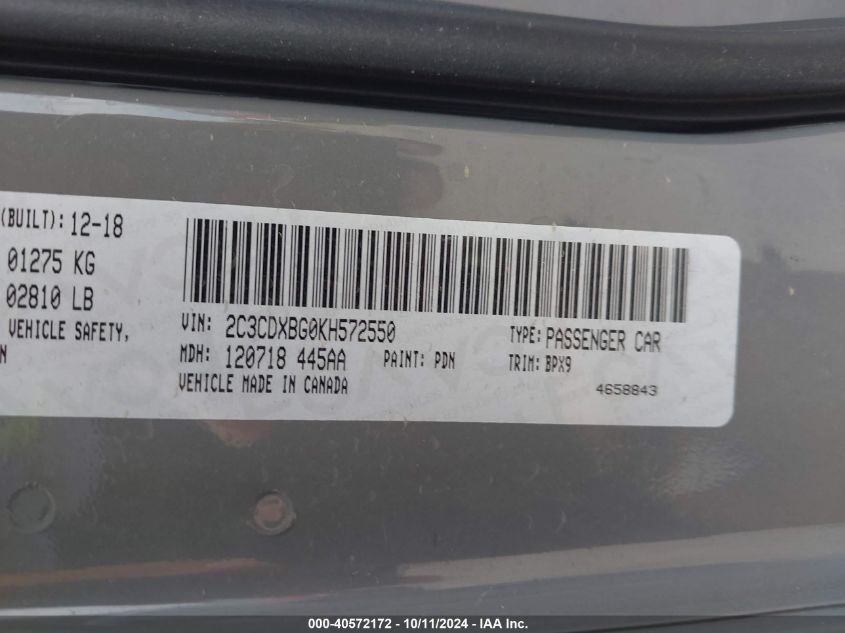 (BUILT): 12-18
01275 KG
02810 LB
VEHICLE SAFETY,
N
VIN: 2C3CDXBG0KH572550
TYPE: PASSENGER CAR
MDH: 120718 445AA PAINT: PDN TRIM: BPX9
VEHICLE MADE IN CANADA
4658843
000-40572172 - 10/11/2024 - IAA Inc.